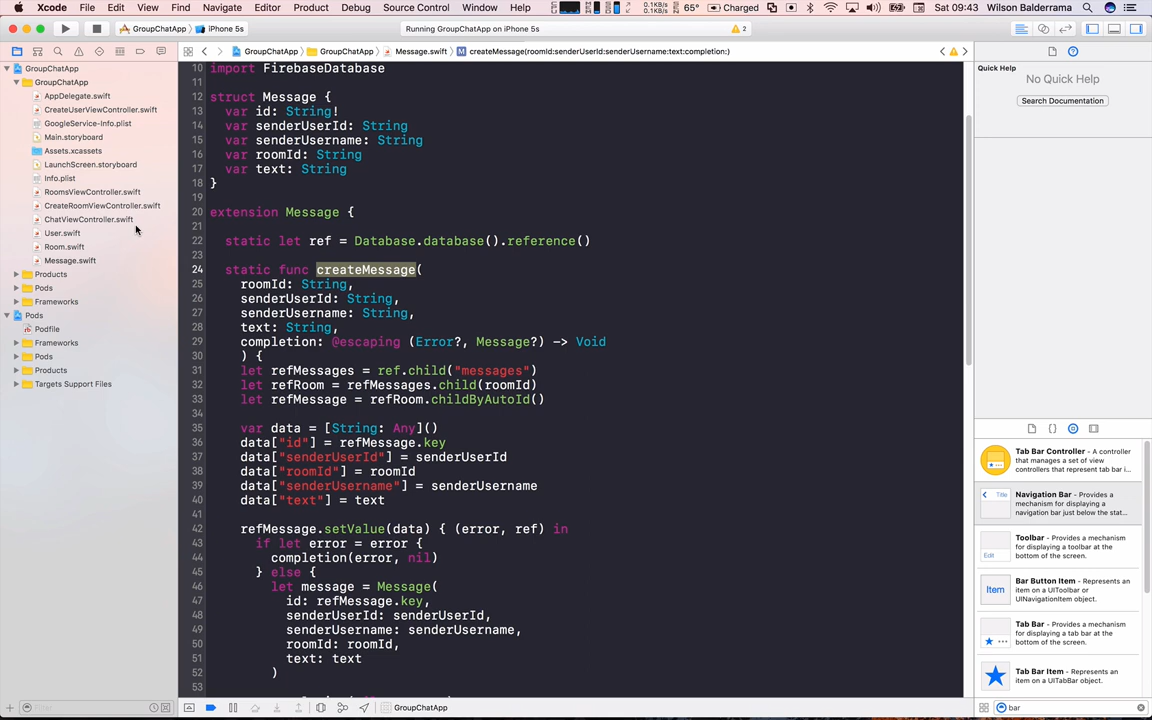 Xcode File Edit View Find Navigate Editor Product Debug Source Control Window Help
0.1KB/s
0.1KB/s
65° Charged Sat 09:43 Wilson Balderrama
GroupChatApp iPhone 5s
Running GroupChatApp on iPhone 5s
2
GroupChatApp GroupChatApp Message.swift createMessage(roomId:senderUserId:senderUsername:text:completion:)
GroupChatApp
GroupChatApp
AppDelegate.swift
CreateUserViewController.swift
GoogleService-Info.plist
Main.storyboard
Assets.xcassets
LaunchScreen.storyboard
Info.plist
RoomsViewController.swift
CreateRoomViewController.swift
ChatViewController.swift
User.swift
Room.swift
Message.swift
Products
Pods
Frameworks
Pods
Podfile
Frameworks
Pods
Products
Targets Support Files
Filter
10 import FirebaseDatabase
11
12 struct Message {
13 var id: String!
14 var senderUserId: String
15 var senderUsername: String
16 var roomId: String
17 var text: String
18 }
19
20 extension Message {
21
22 static let ref = Database.database().reference()
23
24 static func createMessage(
25 roomId: String,
26 senderUserId: String,
27 senderUsername: String,
28 text: String,
29 completion: @escaping (Error?, Message?) -> Void
30 ) {
31 let refMessages = ref.child("messages")
32 let refRoom = refMessages.child(roomId)
33 let refMessage = refRoom.childByAutoId()
34
35 var data = [String: Any]()
36 data["id"] = refMessage.key
37 data["senderUserId"] = senderUserId
38 data["roomId"] = roomId
39 data["senderUsername"] = senderUsername
40 data["text"] = text
41
42 refMessage.setValue(data) { (error, ref) in
43 if let error = error {
44 completion(error, nil)
45 } else {
46 let message = Message(
47 id: refMessage.key,
48 senderUserId: senderUserId,
49 senderUsername: senderUsername,
50 roomId: roomId,
51 text: text
52 )
53
GroupChatApp
Quick Help
No Quick Help
Search Documentation
Tab Bar Controller - A controller
that manages a set of view
controllers that represent tab bar i...
Title
Navigation Bar - Provides a
mechanism for displaying a
navigation bar just below the stat...
Edit
Toolbar - Provides a mechanism
for displaying a toolbar at the
bottom of the screen.
Item
Bar Button Item - Represents an
item on a UIToolbar or
UINavigationItem object.
Tab Bar - Provides a mechanism
for displaying a tab bar at the
bottom of the screen.
Tab Bar Item - Represents an
item on a UITabBar object.
bar